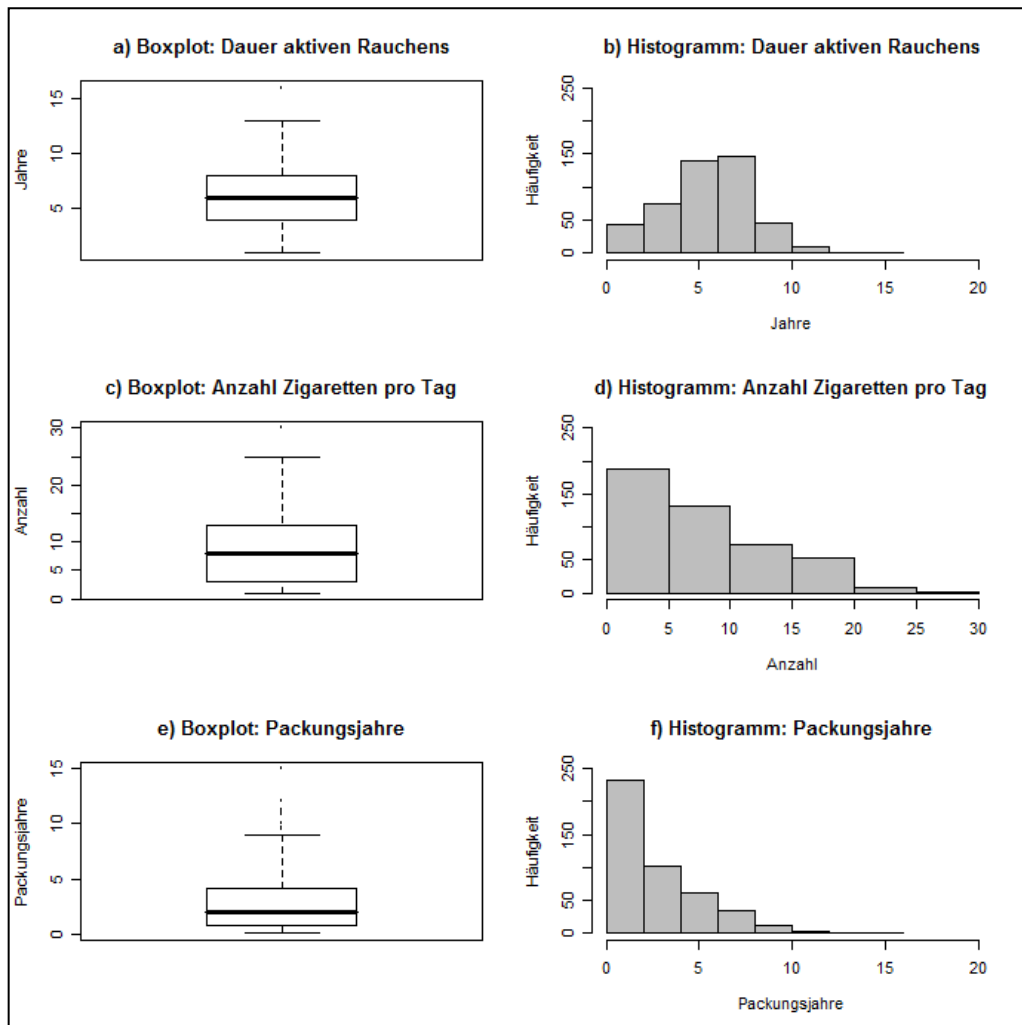 a) Boxplot: Dauer aktiven Rauchens
Jahre
15
10
5
b) Histogramm: Dauer aktiven Rauchens
Häufigkeit
250
150
50
0
0 5 10 15 20
Jahre
c) Boxplot: Anzahl Zigaretten pro Tag
Anzahl
30
20
10
5
0
d) Histogramm: Anzahl Zigaretten pro Tag
Häufigkeit
250
150
50
0
0 5 10 15 20 25 30
Anzahl
e) Boxplot: Packungsjahre
Packungsjahre
15
10
5
0
f) Histogramm: Packungsjahre
Häufigkeit
250
150
50
0
0 5 10 15 20
Packungsjahre